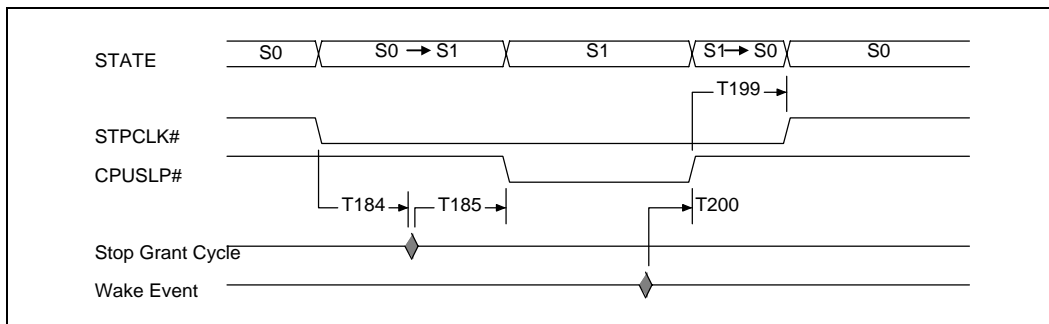 STATE S0 S0 → S1 S1 S1 → S0 S0
T199
STPCLK#
CPUSLP#
T184 T185 T200
Stop Grant Cycle
Wake Event